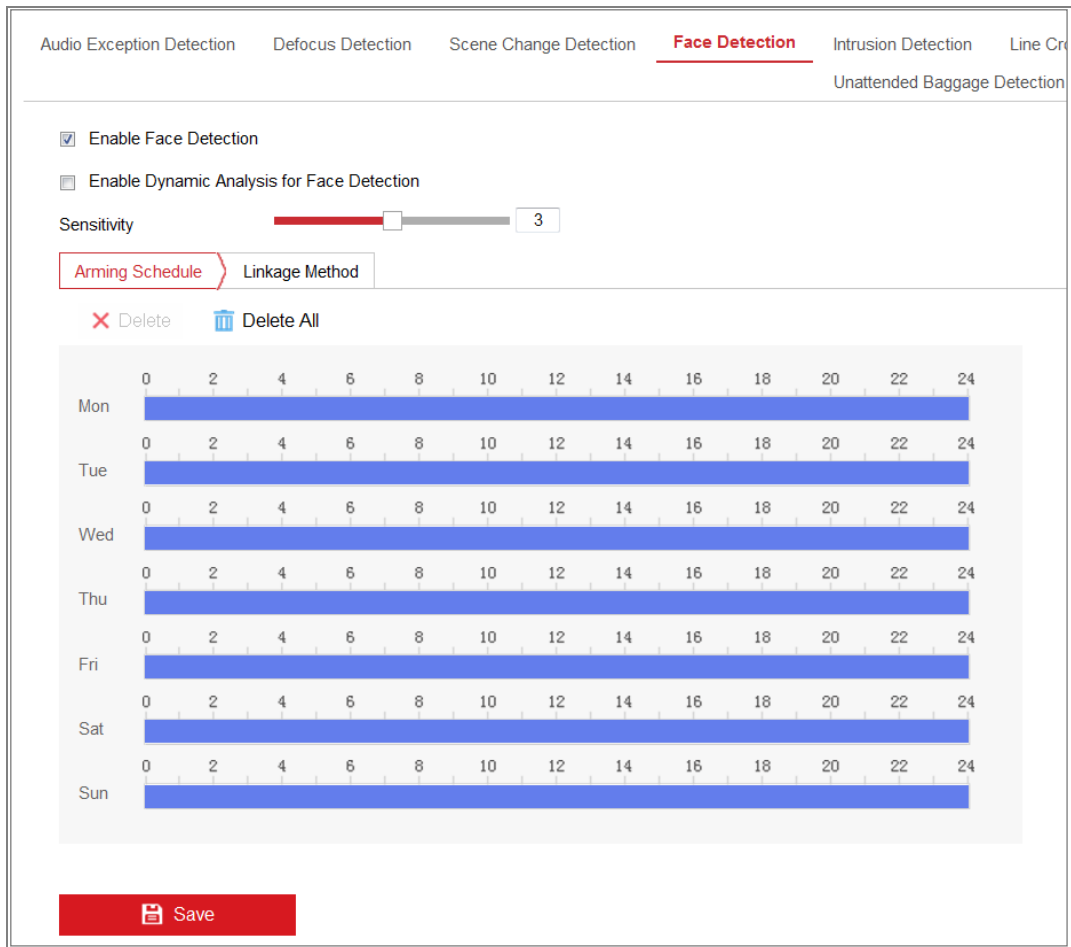 Audio Exception Detection Defocus Detection Scene Change Detection Face Detection Intrusion Detection Line
Unattended Baggage Detection
Enable Face Detection
Enable Dynamic Analysis for Face Detection
Sensitivity 3
Arming Schedule Linkage Method
Delete Delete All
0 2 4 6 8 10 12 14 16 18 20 22 24
Mon
0 2 4 6 8 10 12 14 16 18 20 22 24
Tue
0 2 4 6 8 10 12 14 16 18 20 22 24
Wed
0 2 4 6 8 10 12 14 16 18 20 22 24
Thu
0 2 4 6 8 10 12 14 16 18 20 22 24
Fri
0 2 4 6 8 10 12 14 16 18 20 22 24
Sat
0 2 4 6 8 10 12 14 16 18 20 22 24
Sun
Save